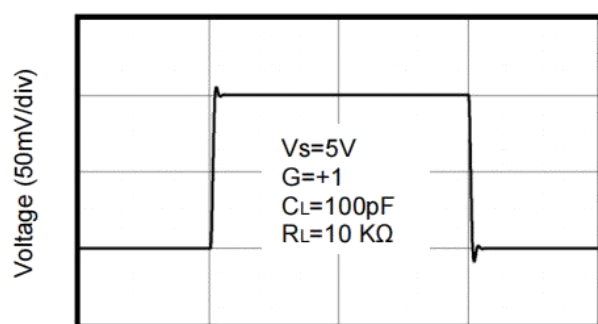 Voltage (50mV/div)
Vs=5V
G=+1
CL=100pF
RL=10 KΩ